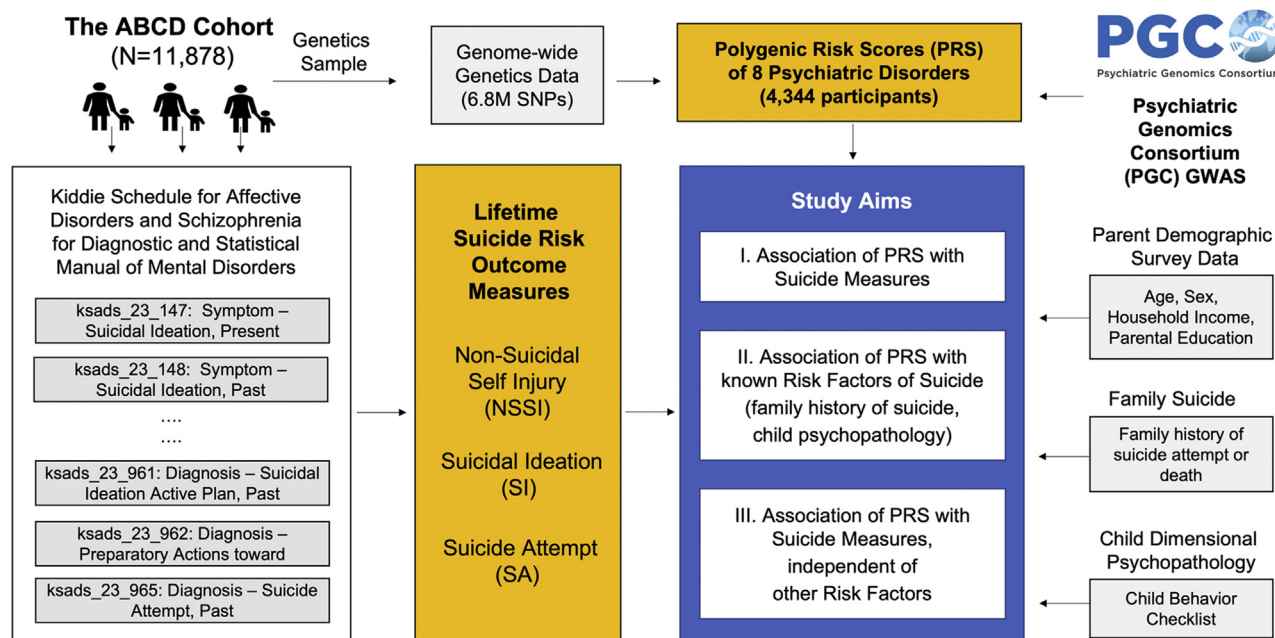 The ABCD Cohort
(N=11,878)
Genetics
Sample
Genome-wide
Genetics Data
(6.8M SNPs)
Polygenic Risk Scores (PRS)
of 8 Psychiatric Disorders
(4,344 participants)
PGC
Psychiatric Genomics Consortium
Psychiatric
Genomics
Consortium
(PGC) GWAS
Kiddie Schedule for Affective
Disorders and Schizophrenia
for Diagnostic and Statistical
Manual of Mental Disorders
ksads_23_147: Symptom –
Suicidal Ideation, Present
ksads_23_148: Symptom –
Suicidal Ideation, Past
....
....
ksads_23_961: Diagnosis – Suicidal
Ideation Active Plan, Past
ksads_23_962: Diagnosis –
Preparatory Actions toward
ksads_23_965: Diagnosis – Suicide
Attempt, Past
Lifetime
Suicide Risk
Outcome
Measures
Non-Suicidal
Self Injury
(NSSI)
Suicidal Ideation
(SI)
Suicide Attempt
(SA)
Study Aims
I. Association of PRS with
Suicide Measures
II. Association of PRS with
known Risk Factors of Suicide
(family history of suicide,
child psychopathology)
III. Association of PRS with
Suicide Measures,
independent of
other Risk Factors
Parent Demographic
Survey Data
Age, Sex,
Household Income,
Parental Education
Family Suicide
Family history of
suicide attempt or
death
Child Dimensional
Psychopathology
Child Behavior
Checklist